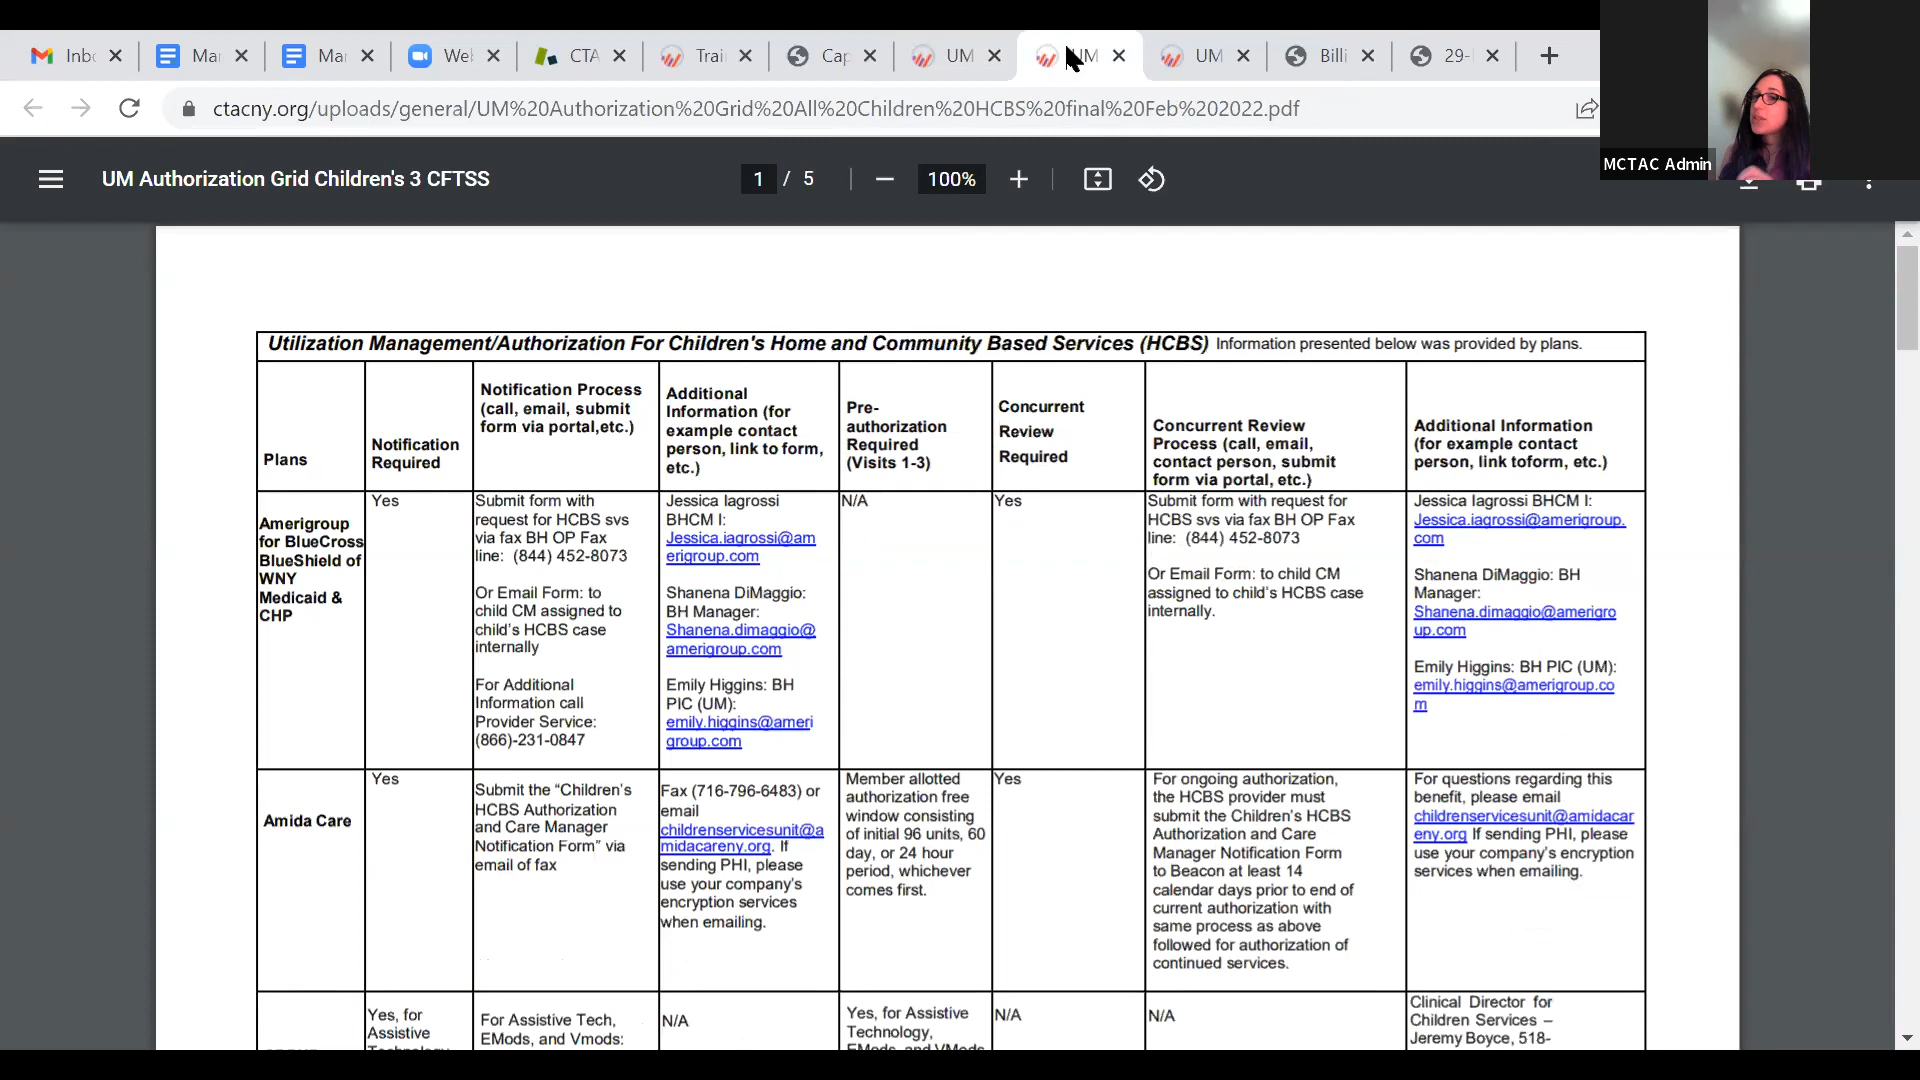 Inbo
Mar
Mar
We
CTA
Trai
Cap
UM
UM
UM
Billi
29-
ctacny.org/uploads/general/UM%20Authorization%20Grid%20All%20Children%20HCBS%20final%20Feb%202022.pdf
MCTAC Admin
UM Authorization Grid Children's 3 CFTSS
1 / 5
100%
Utilization Management/Authorization For Children's Home and Community Based Services (HCBS) Information presented below was provided by plans.
Plans
Notification
Required
Notification Process
(call, email, submit
form via portal,etc.)
Additional
Information (for
example contact
person, link to form,
etc.)
Pre-
authorization
Required
(Visits 1-3)
Concurrent
Review
Required
Concurrent Review
Process (call, email,
contact person, submit
form via portal, etc.)
Additional Information
(for example contact
person, link toform, etc.)
Amerigroup
for BlueCross
BlueShield of
WNY
Medicaid &
CHP
Yes
Submit form with
request for HCBS svs
via fax BH OP Fax
line: (844) 452-8073
Or Email Form: to
child CM assigned to
child's HCBS case
internally
For Additional
Information call
Provider Service:
(866)-231-0847
Jessica Iagrossi
BHCM I:
Jessica.iagrossi@am
erigroup.com
Shanena DiMaggio:
BH Manager:
Shanena.dimaggio@
amerigroup.com
Emily Higgins: BH
PIC (UM):
emily.higgins@ameri
group.com
N/A
Yes
Submit form with request for
HCBS svs via fax BH OP Fax
line: (844) 452-8073
Or Email Form: to child CM
assigned to child's HCBS case
internally.
Jessica Iagrossi BHCM I:
Jessica.iagrossi@amerigroup.
com
Shanena DiMaggio: BH
Manager:
Shanena.dimaggio@amerigro
up.com
Emily Higgins: BH PIC (UM):
emily.higgins@amerigroup.co
m
Amida Care
Yes
Submit the “Children's
HCBS Authorization
and Care Manager
Notification Form” via
email of fax
Fax (716-796-6483) or
email
childrenservicesunit@a
midacareny.org. If
sending PHI, please
use your company's
encryption services
when emailing.
Member allotted
authorization free
window consisting
of initial 96 units, 60
day, or 24 hour
period, whichever
comes first.
Yes
For ongoing authorization,
the HCBS provider must
submit the Children's HCBS
Authorization and Care
Manager Notification Form
to Beacon at least 14
calendar days prior to end of
current authorization with
same process as above
followed for authorization of
continued services.
For questions regarding this
benefit, please email
childrenservicesunit@amidacar
eny.org If sending PHI, please
use your company's encryption
services when emailing.
Yes, for
Assistive
Technology
For Assistive Tech,
EMods, and Vmods:
N/A
Yes, for Assistive
Technology,
EMods, and VMods
N/A
N/A
Clinical Director for
Children Services –
Jeremy Boyce, 518-